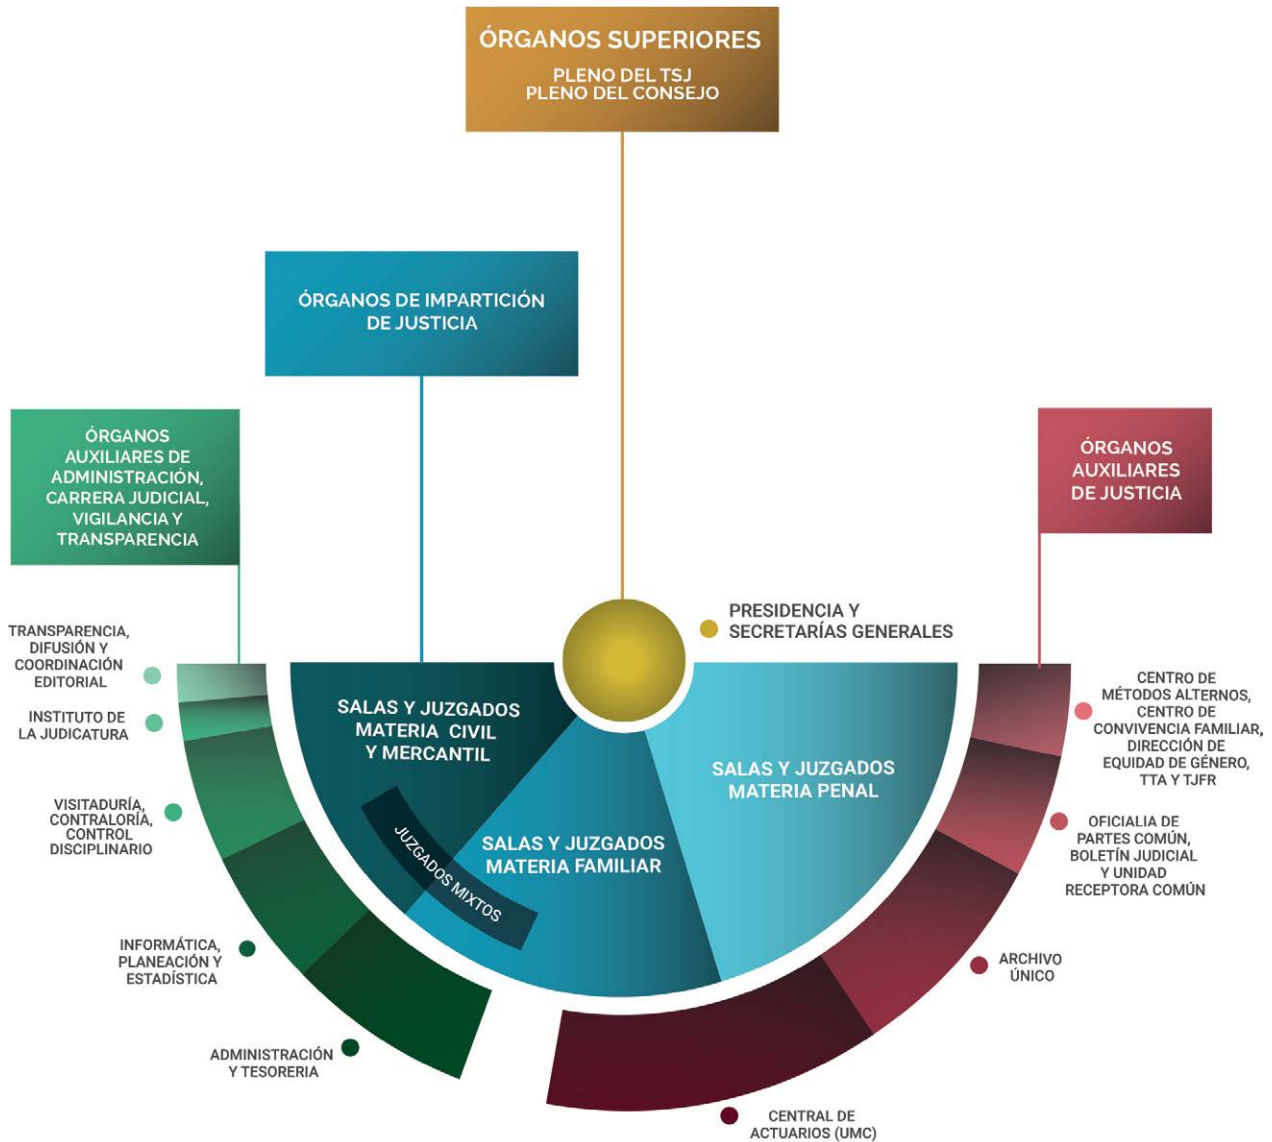 ÓRGANOS SUPERIORES
PLENO DEL TSJ
PLENO DEL CONSEJO
ÓRGANOS DE IMPARTICIÓN
DE JUSTICIA
ÓRGANOS
AUXILIARES DE
ADMINISTRACIÓN,
CARRERA JUDICIAL,
VIGILANCIA Y
TRANSPARENCIA
ÓRGANOS
AUXILIARES
DE JUSTICIA
PRESIDENCIA Y
SECRETARÍAS GENERALES
TRANSPARENCIA,
DIFUSIÓN Y
COORDINACIÓN
EDITORIAL
INSTITUTO DE
LA JUDICATURA
VISITADURÍA,
CONTRALORÍA,
CONTROL
DISCIPLINARIO
INFORMÁTICA,
PLANEACIÓN Y
ESTADÍSTICA
ADMINISTRACIÓN
Y TESORERIA
SALAS Y JUZGADOS
MATERIA CIVIL
Y MERCANTIL
JUZGADOS MIXTOS
SALAS Y JUZGADOS
MATERIA FAMILIAR
SALAS Y JUZGADOS
MATERIA PENAL
CENTRO DE
MÉTODOS ALTERNOS,
CENTRO DE
CONVIVENCIA FAMILIAR,
DIRECCIÓN DE
EQUIDAD DE GÉNERO,
TTA Y TJFR
OFICIALIA DE
PARTES COMÚN,
BOLETÍN JUDICIAL
Y UNIDAD
RECEPTORA COMÚN
ARCHIVO
ÚNICO
CENTRAL DE
ACTUARIOS (UMC)